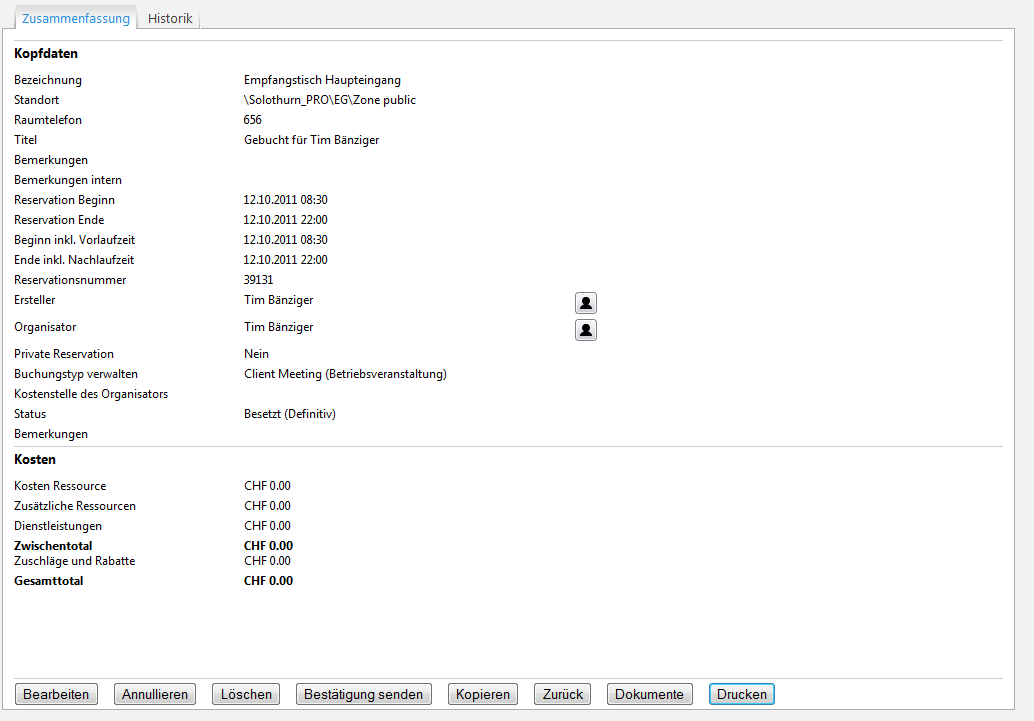 Zusammenfassung Historik
Kopfdaten
Bezeichnung Empfangstisch Haupteingang
Standort \Solothurn_PRO\EG\Zone public
Raumtelefon 656
Titel Gebucht für Tim Bänziger
Bemerkungen
Bemerkungen intern
Reservation Beginn 12.10.2011 08:30
Reservation Ende 12.10.2011 22:00
Beginn inkl. Vorlaufzeit 12.10.2011 08:30
Ende inkl. Nachlaufzeit 12.10.2011 22:00
Reservationsnummer 39131
Ersteller Tim Bänziger
Organisator Tim Bänziger
Private Reservation Nein
Buchungstyp verwalten Client Meeting (Betriebsveranstaltung)
Kostenstelle des Organisators
Status Besetzt (Definitiv)
Bemerkungen
Kosten
Kosten Ressource CHF 0.00
Zusätzliche Ressourcen CHF 0.00
Dienstleistungen CHF 0.00
Zwischentotal CHF 0.00
Zuschläge und Rabatte CHF 0.00
Gesamttotal CHF 0.00
Bearbeiten Annullieren Löschen Bestätigung senden Kopieren Zurück Dokumente Drucken